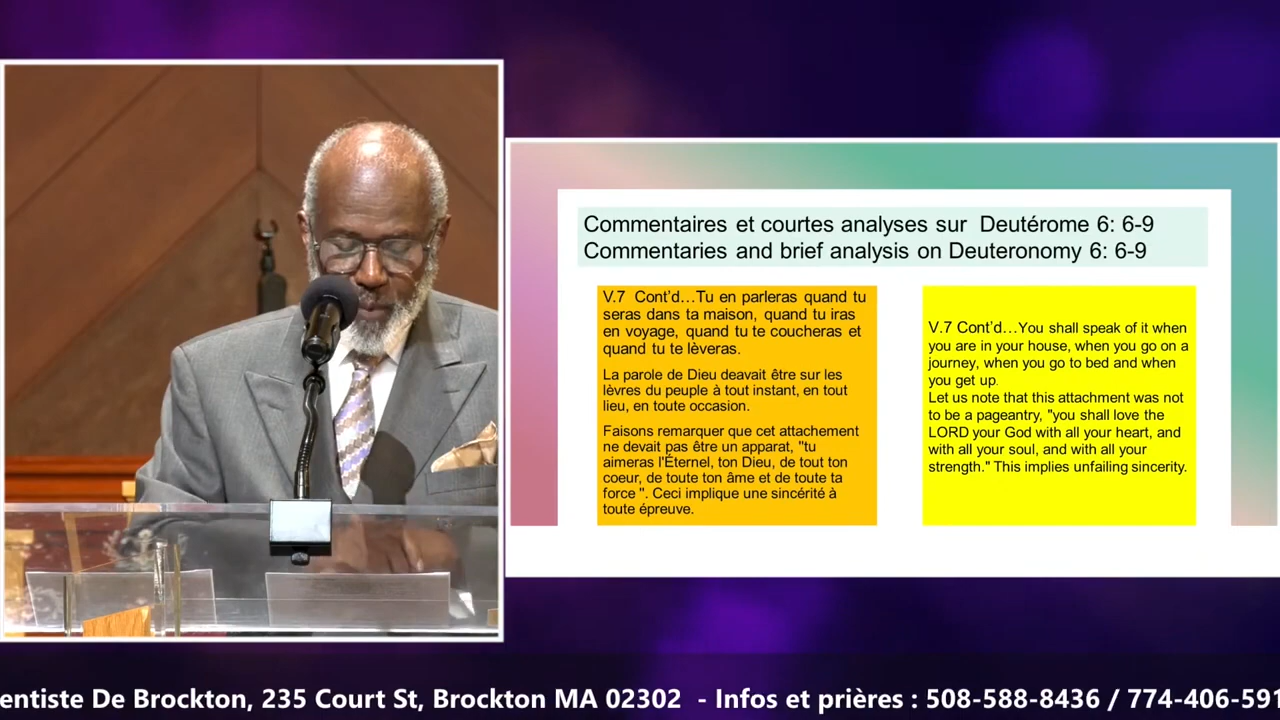 Commentaires et courtes analyses sur Deutérome 6: 6-9
Commentaries and brief analysis on Deuteronomy 6: 6-9
V.7 Cont'd…Tu en parleras quand tu
seras dans ta maison, quand tu iras
en voyage, quand tu te coucheras et
quand tu te lèveras.
La parole de Dieu deavait être sur les
lèvres du peuple à tout instant, en tout
lieu, en toute occasion.
Faisons remarquer que cet attachement
ne devait pas être un apparat, "tu
aimeras l'Éternel, ton Dieu, de tout ton
coeur, de toute ton âme et de toute ta
force ". Ceci implique une sincérité à
toute épreuve.
V.7 Cont'd…You shall speak of it when
you are in your house, when you go on a
journey, when you go to bed and when
you get up.
Let us note that this attachment was not
to be a pageantry, "you shall love the
LORD your God with all your heart, and
with all your soul, and with all your
strength." This implies unfailing sincerity.
entiste De Brockton, 235 Court St, Brockton MA 02302 - Infos et prières : 508-588-8436 / 774-406-591